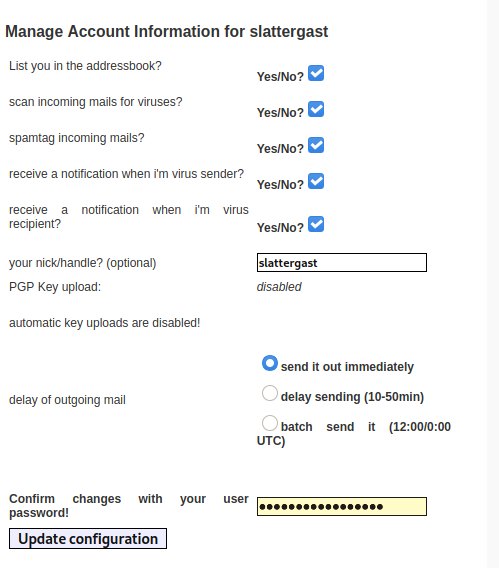 Manage Account Information for slattergast
List you in the addressbook?
Yes/No?
scan incoming mails for viruses?
Yes/No?
spamtag incoming mails?
Yes/No?
receive a notification when i'm virus sender?
Yes/No?
receive a notification when i'm virus
recipient?
Yes/No?
your nick/handle? (optional)
slattergast
PGP Key upload:
disabled
automatic key uploads are disabled!
delay of outgoing mail
send it out immediately
delay sending (10-50min)
batch send it (12:00/0:00
UTC)
Confirm changes with your user
password!
•••••••••••••••••
Update configuration